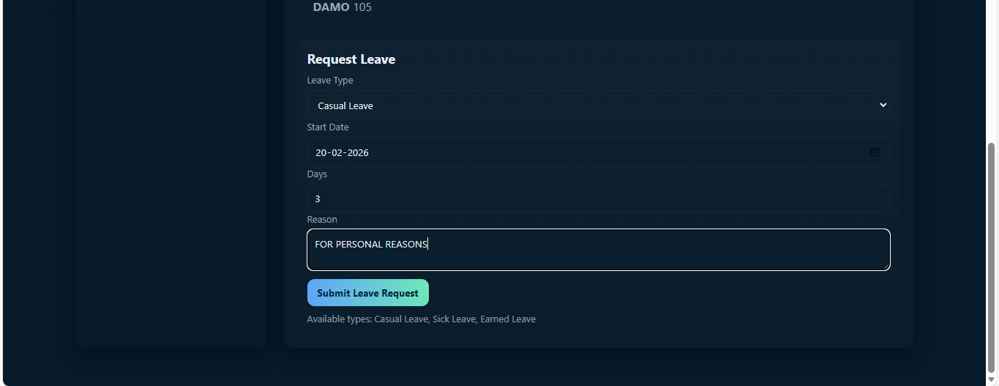 DAMO 105
Request Leave
Leave Type
Casual Leave
Start Date
20-02-2026
Days
3
Reason
FOR PERSONAL REASONS
Submit Leave Request
Available types: Casual Leave, Sick Leave, Earned Leave